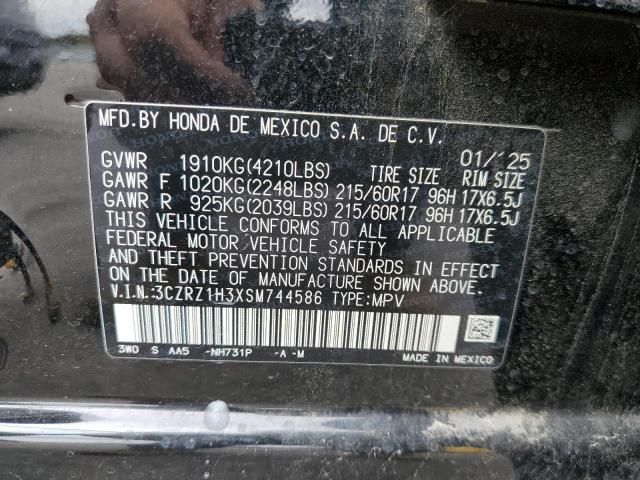 MFD.BY HONDA DE MEXICO S.A. DE C.V.
GVWR 1910KG(4210LBS) TIRE SIZE 01/'25 RIM SIZE
GAWR F 1020KG(2248LBS) 215/60R17 96H 17X6.5J
GAWR R 925KG(2039LBS) 215/60R17 96H 17X6.5J
THIS VEHICLE CONFORMS TO ALL APPLICABLE
FEDERAL MOTOR VEHICLE SAFETY
AND THEFT PREVENTION STANDARDS IN EFFECT
ON THE DATE OF MANUFACTURE SHOWN ABOVE.
V.I.N.:3CZRZ1H3XSM744586 TYPE:MPV
3W0 S AA5 -NH731P -A -M MADE IN MEXICO